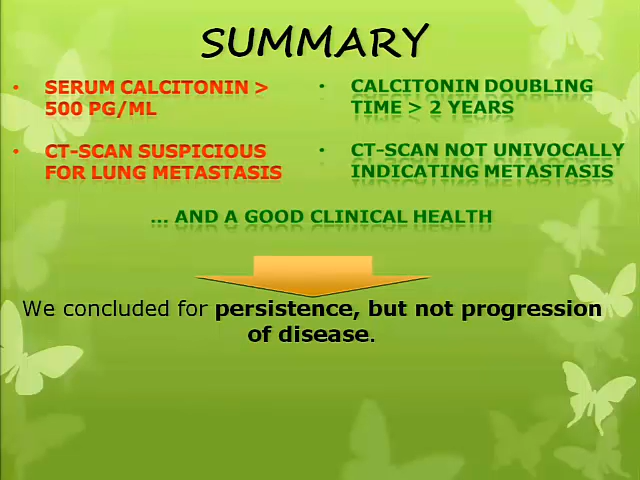 SUMMARY
• SERUM CALCITONIN >
500 PG/ML
• CT-SCAN SUSPICIOUS
FOR LUNG METASTASIS
• CALCITONIN DOUBLING
TIME > 2 YEARS
• CT-SCAN NOT UNIVOCALLY
INDICATING METASTASIS
... AND A GOOD CLINICAL HEALTH
We concluded for persistence, but not progression
of disease.